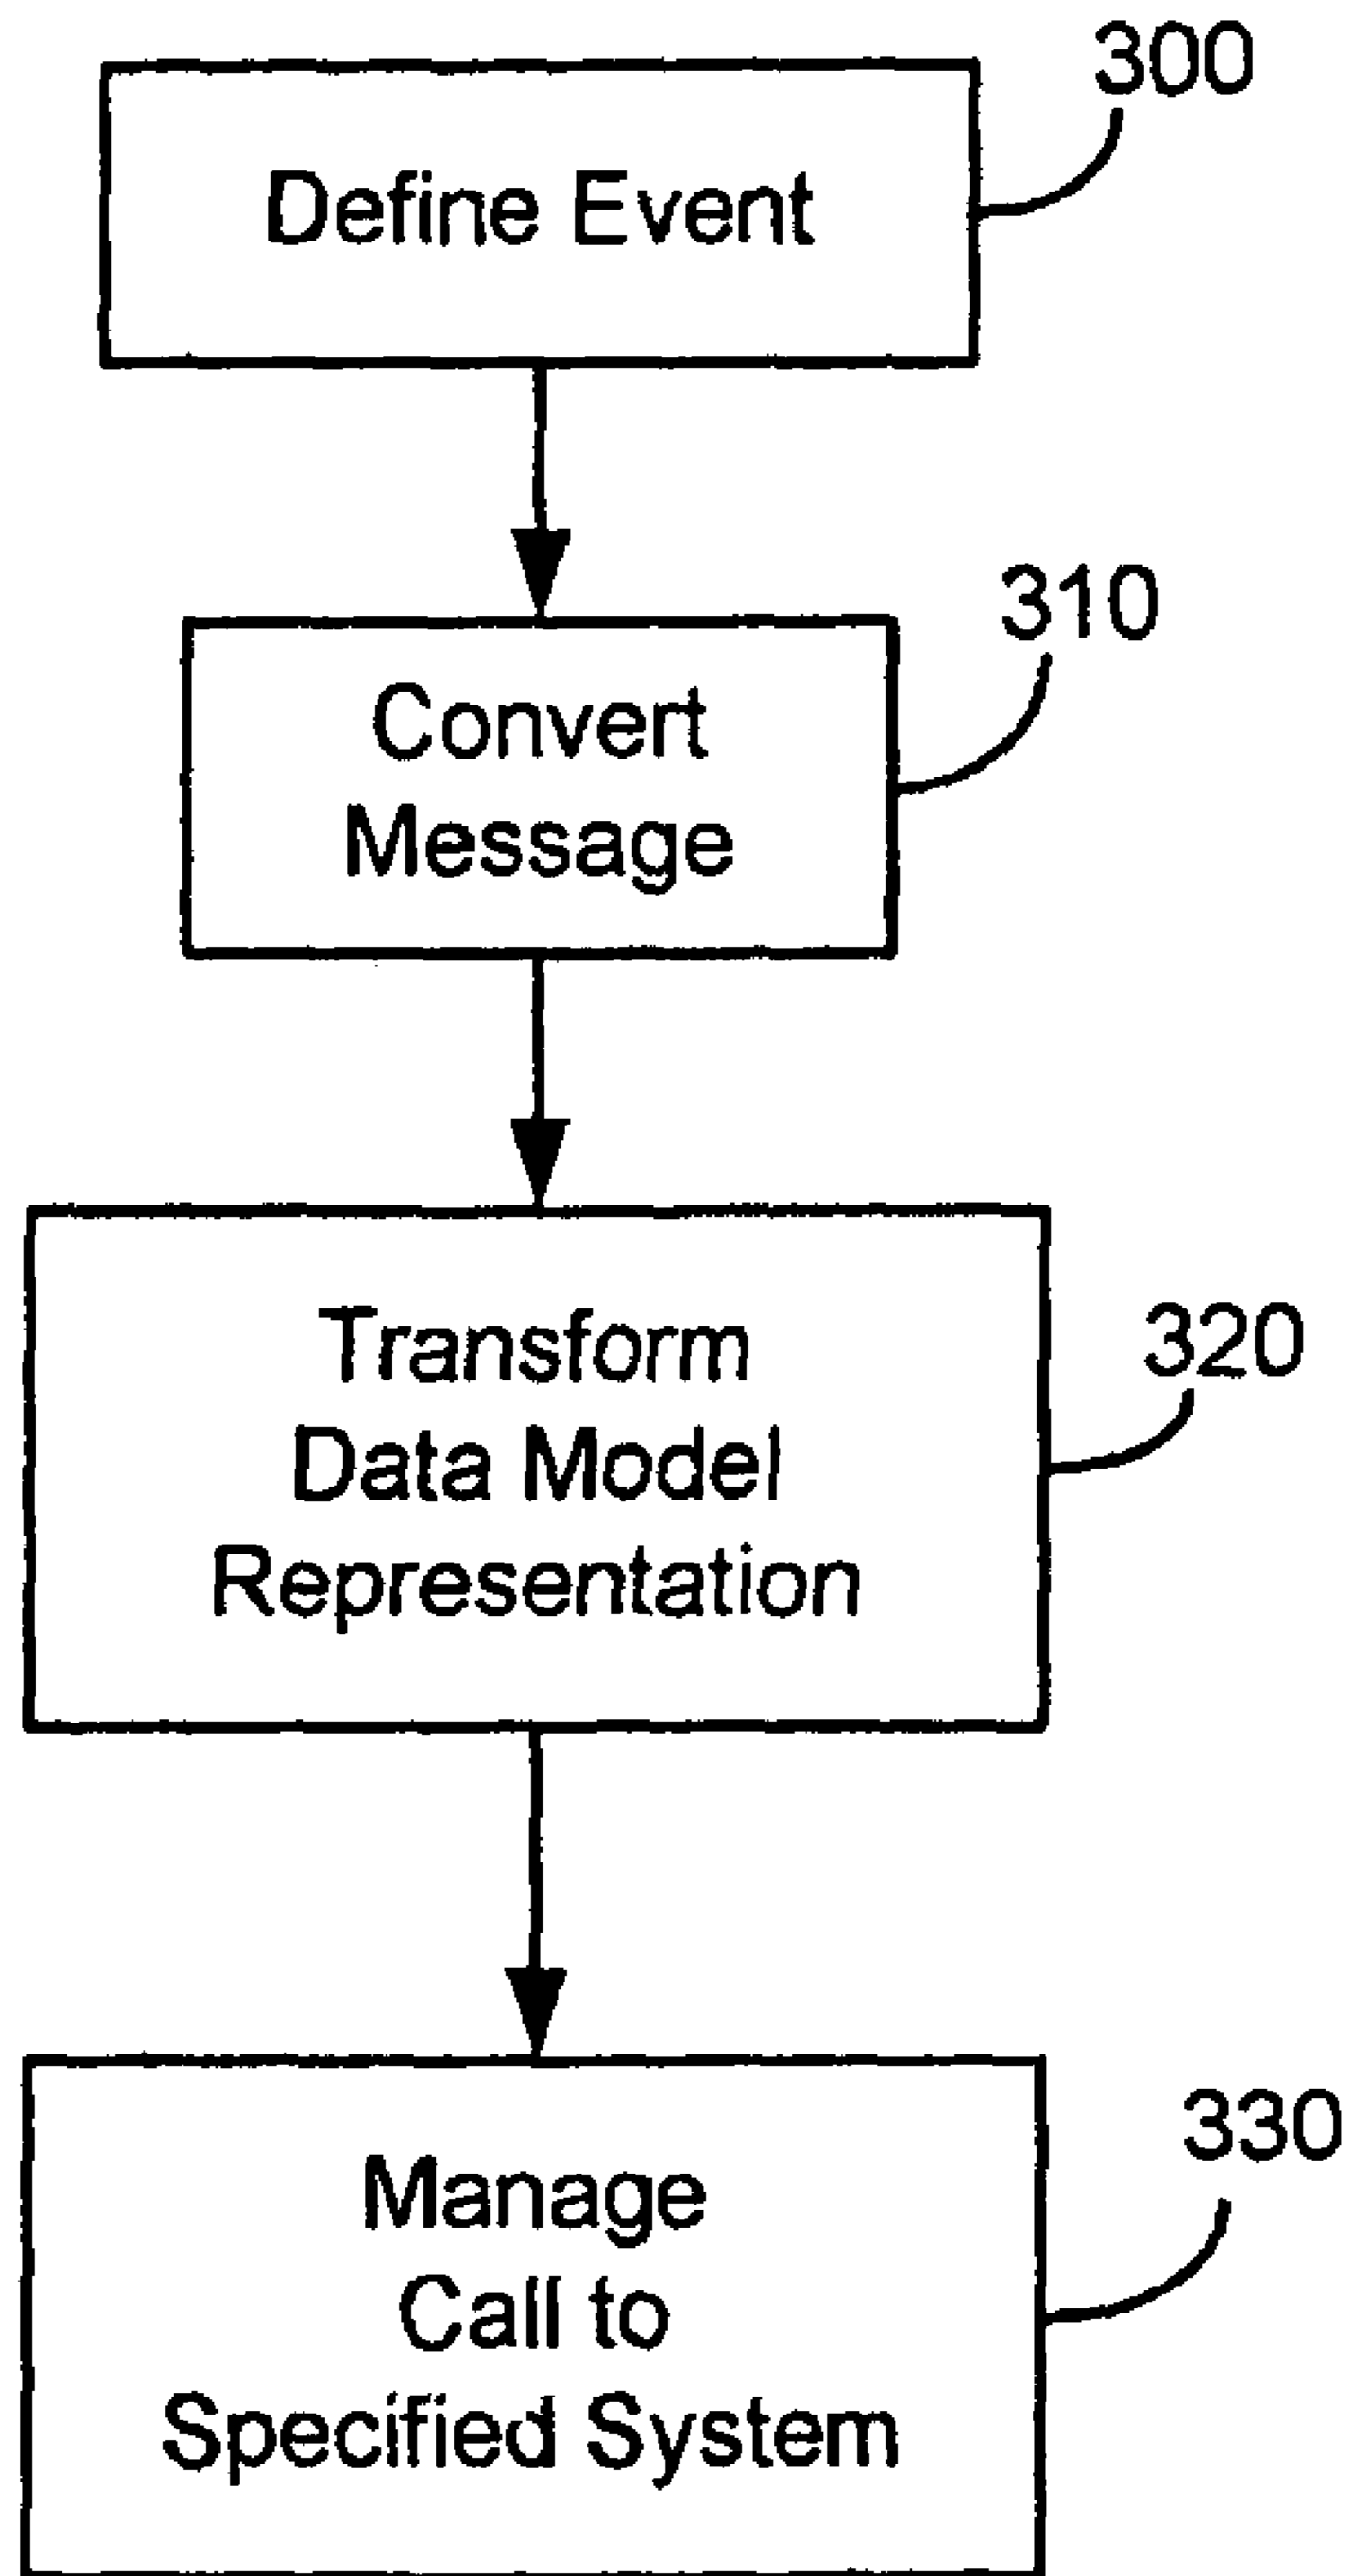 300
Define Event
310
Convert
Message
320
Transform
Data Model
Representation
330
Manage
Call to
Specified System